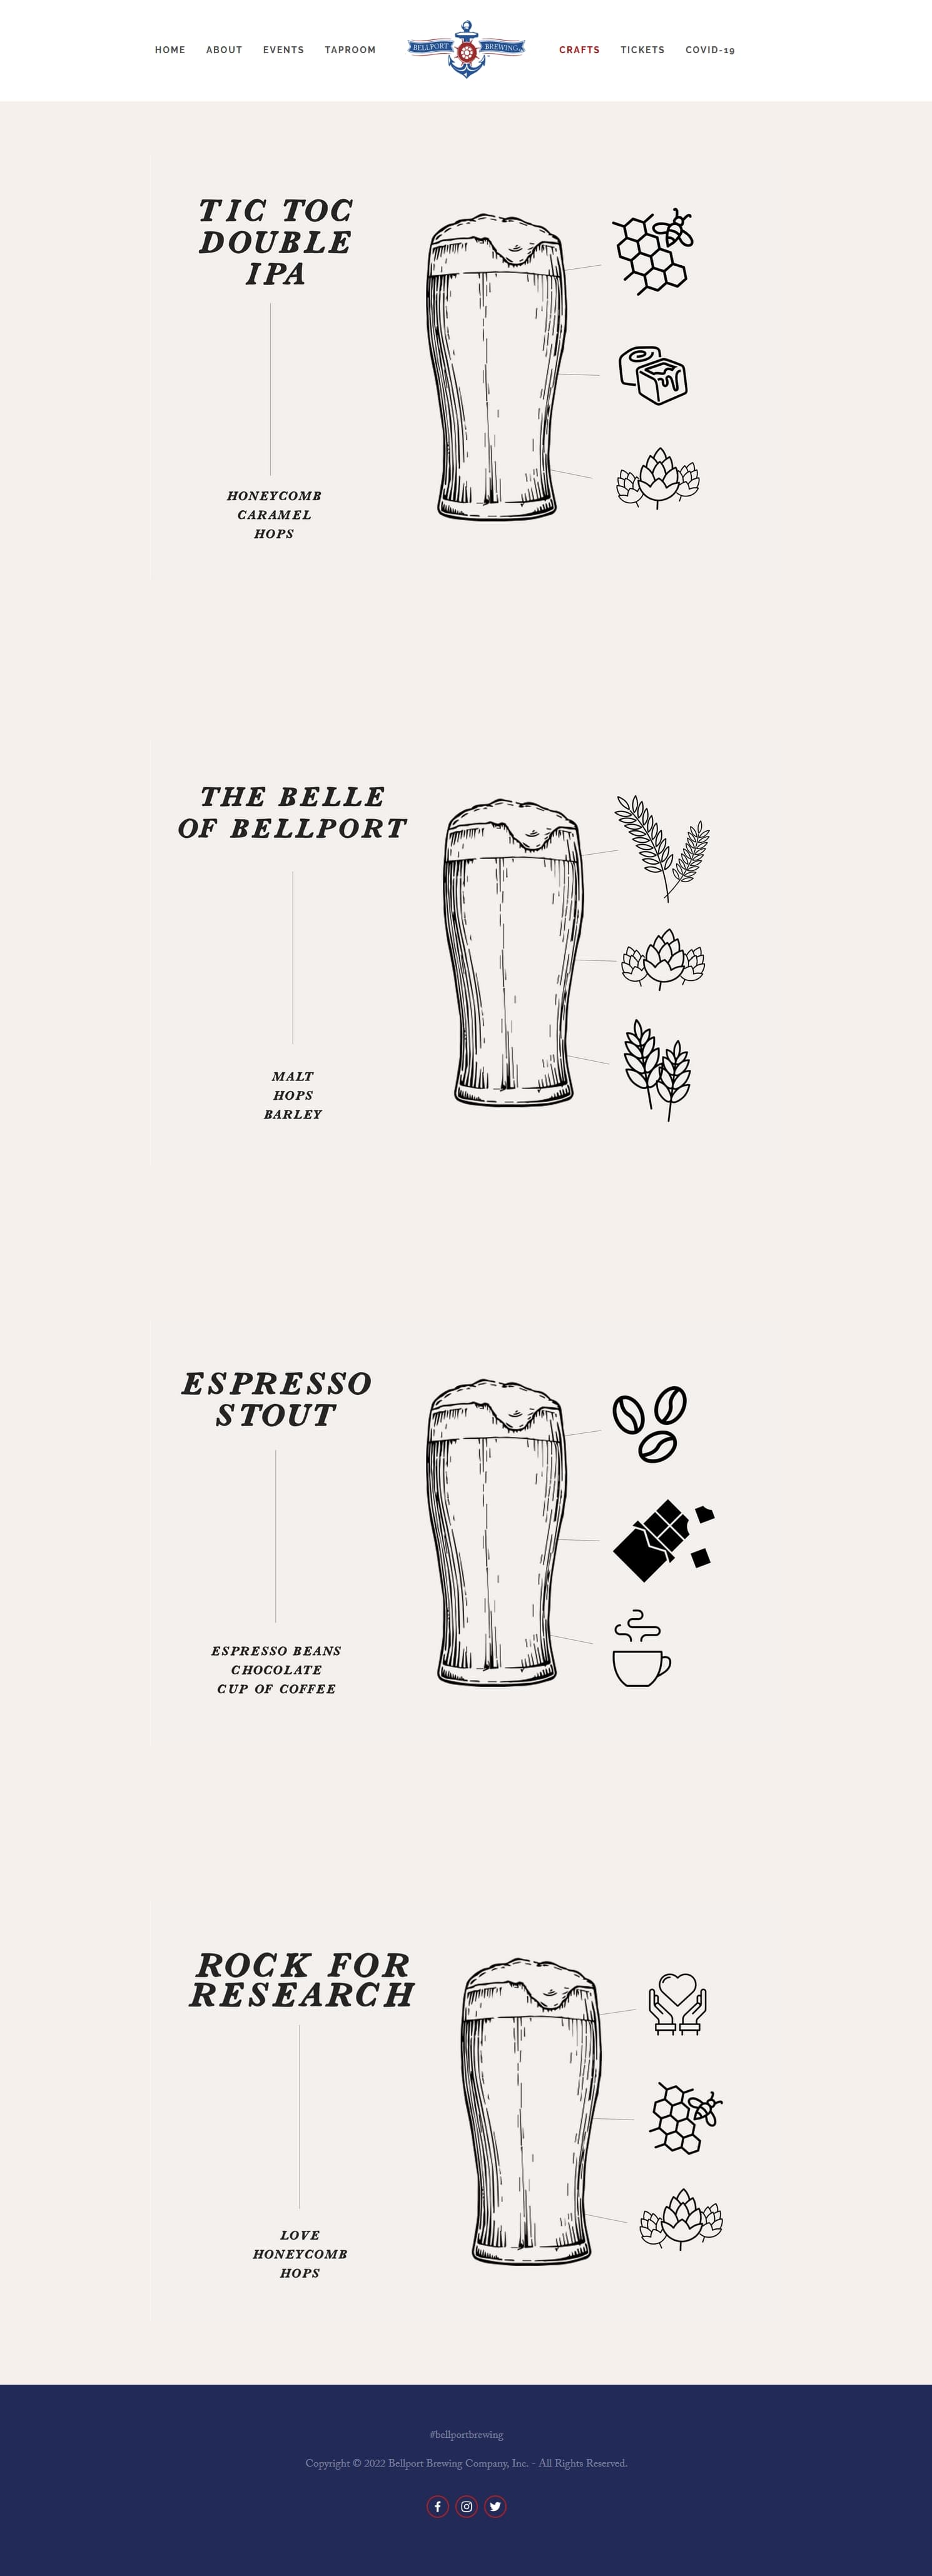 HOME ABOUT EVENTS TAPROOM BELLPORT BREWING CRAFTS TICKETS COVID-19
TIC TOC
DOUBLE
IPA
HONEYCOMB
CARAMEL
HOPS
THE BELLE
OF BELLPORT
MALT
HOPS
BARLEY
ESPRESSO
STOUT
ESPRESSO BEANS
CHOCOLATE
CUP OF COFFEE
ROCK FOR
RESEARCH
LOVE
HONEYCOMB
HOPS
#bellportbrewing
Copyright © 2022 Bellport Brewing Company, Inc. - All Rights Reserved.